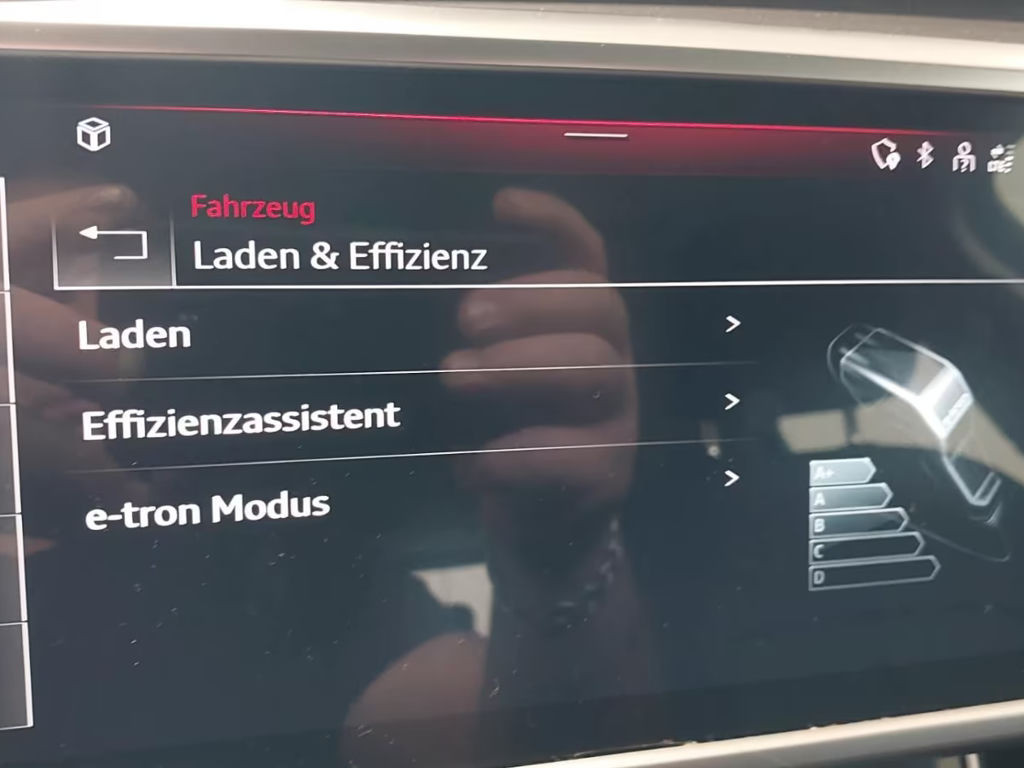 Fahrzeug
Laden & Effizienz
Laden
Effizienzassistent
e-tron Modus
A+
A
B
C
D